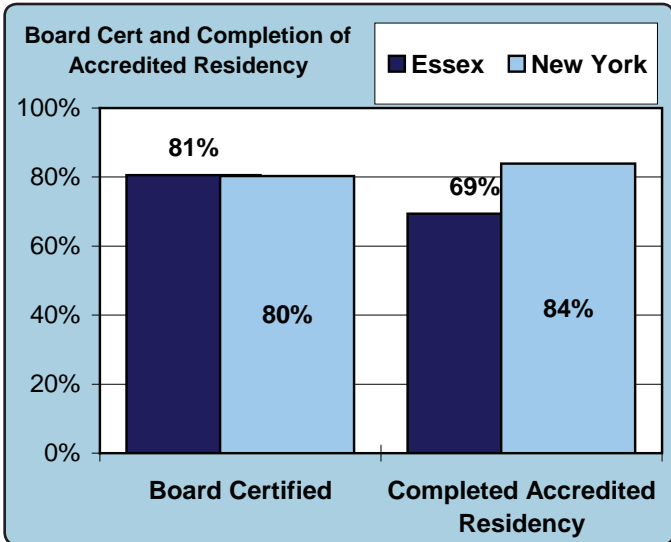 Board Cert and Completion of
Accredited Residency
Essex New York
100%
80%
60%
40%
20%
0%
81%
80%
69%
84%
Board Certified
Completed Accredited
Residency